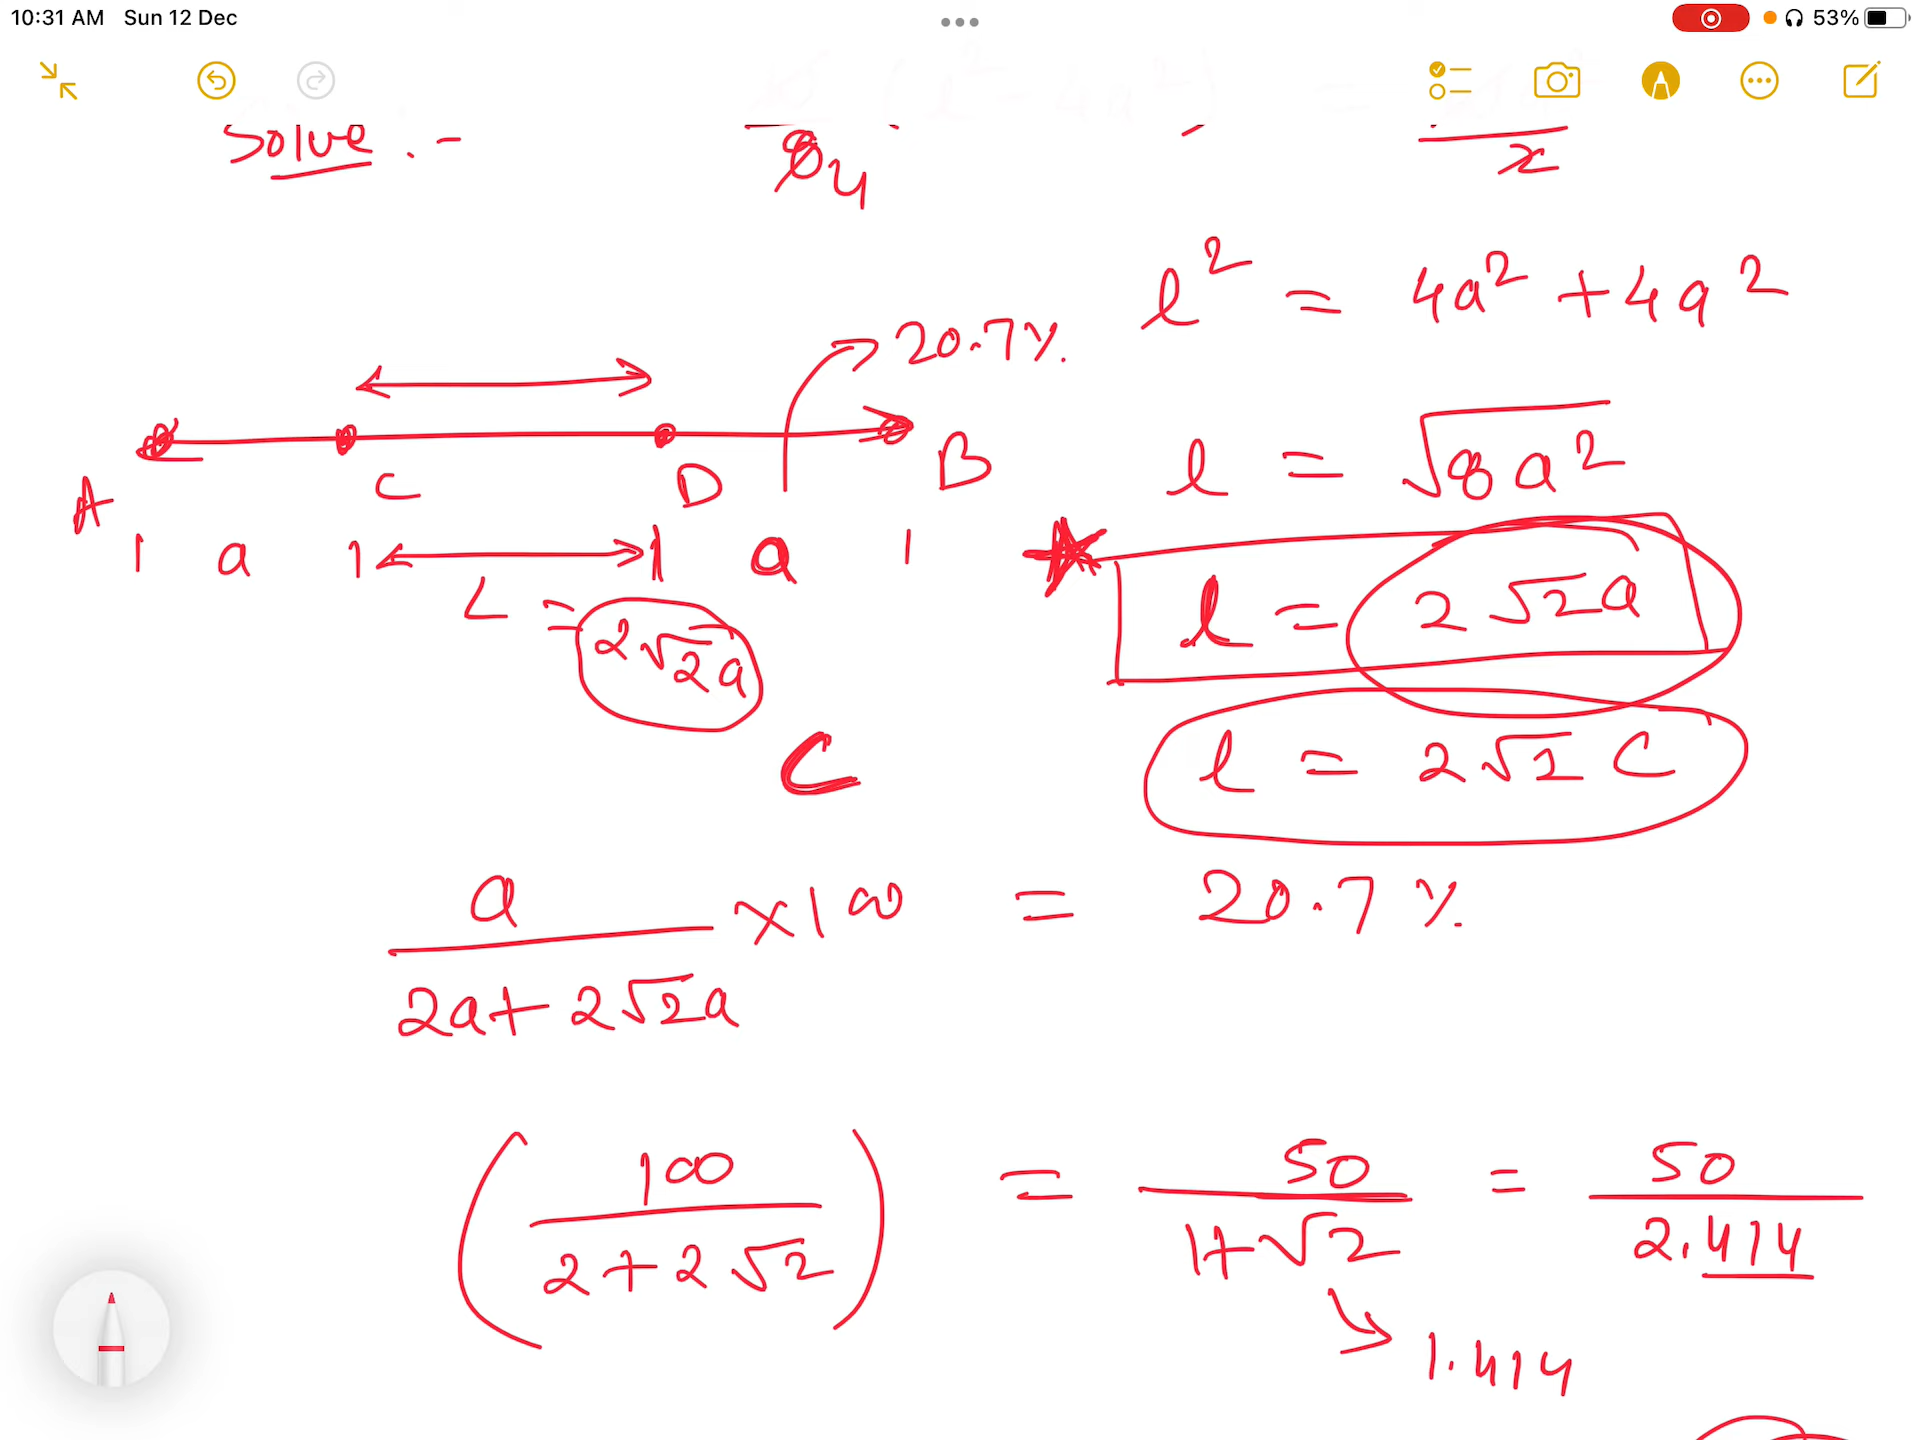 10:31 AM Sun 12 Dec
53%
Solve :-
8 4
x
l² = 4a² + 4a²
20.7%
A C D B
l = √8a²
a a
L = 2√2a
l = 2√2a
C
l = 2√2 C
a / 2a + 2√2a × 100 = 20.7 %
( 100 / 2 + 2√2 ) = 50 / 1+√2 = 50 / 2.414
1.414